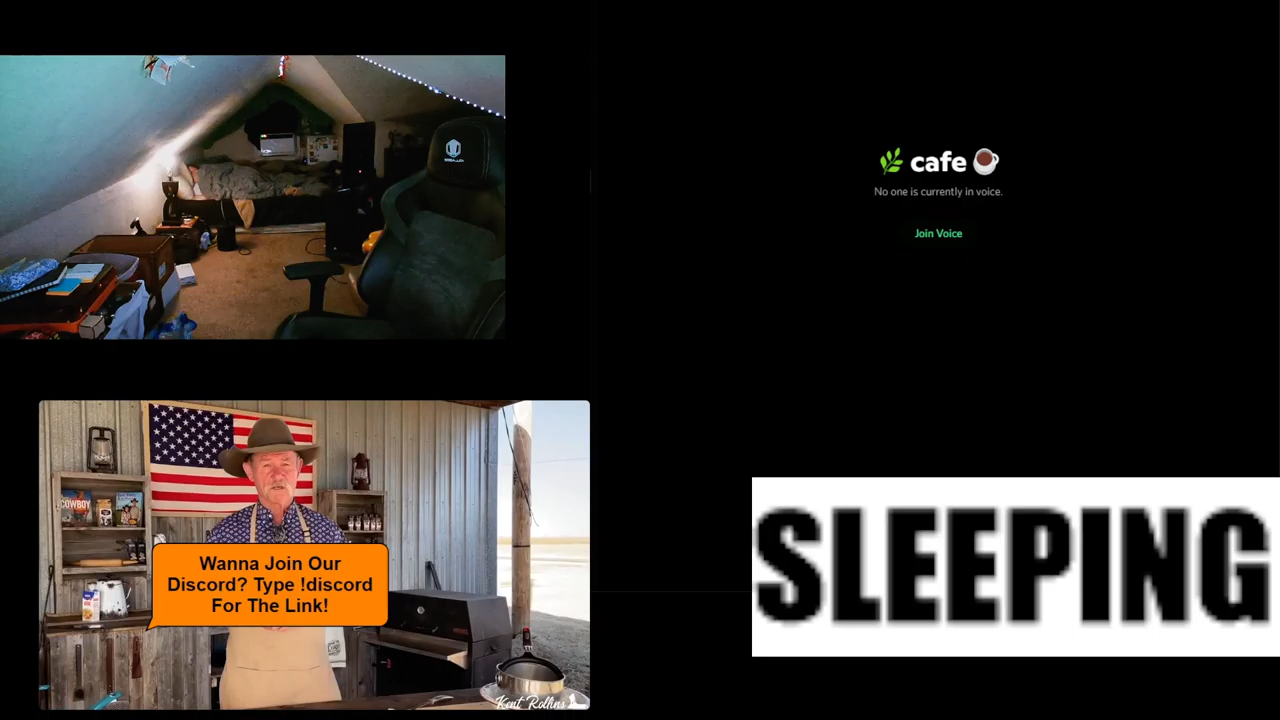 🌿 cafe ☕
No one is currently in voice.
Join Voice
COWBOY
Wanna Join Our
Discord? Type !discord
For The Link!
Kent Rollins
SLEEPING